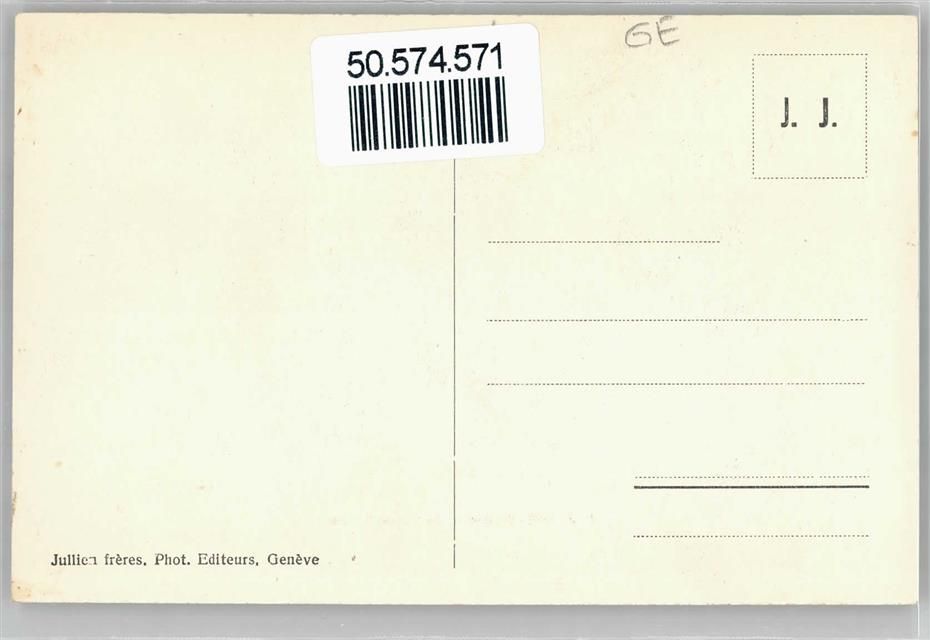 50.574.571
GE
J. J.
Jullien frères, Phot. Editeurs, Genève